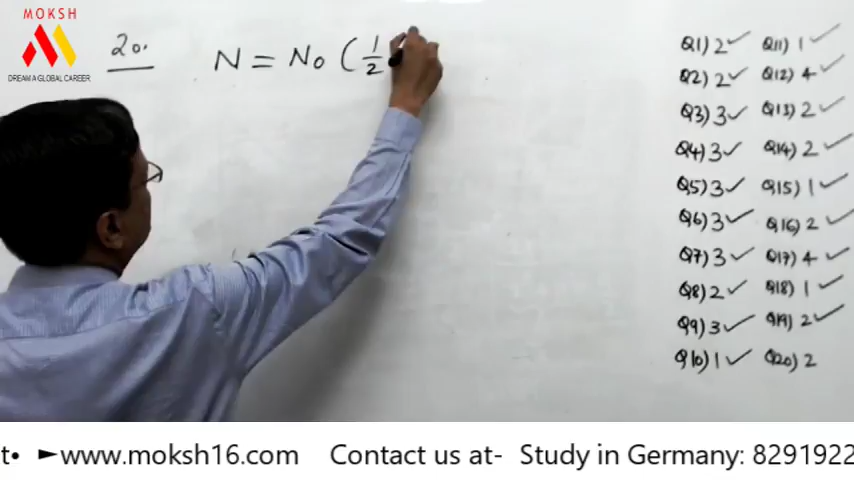 MOKSH
DREAM A GLOBAL CAREER
20.
N = No ( 1/2
Q1) 2 ✓ Q11) 1 ✓
Q2) 2 ✓ Q12) 4 ✓
Q3) 3 ✓ Q13) 2 ✓
Q4) 3 ✓ Q14) 2 ✓
Q5) 3 ✓ Q15) 1 ✓
Q6) 3 ✓ Q16) 2 ✓
Q7) 3 ✓ Q17) 4 ✓
Q8) 2 ✓ Q18) 1 ✓
Q9) 3 ✓ Q19) 2 ✓
Q10) 1 ✓ Q20) 2
t• ►www.moksh16.com Contact us at- Study in Germany: 8291922